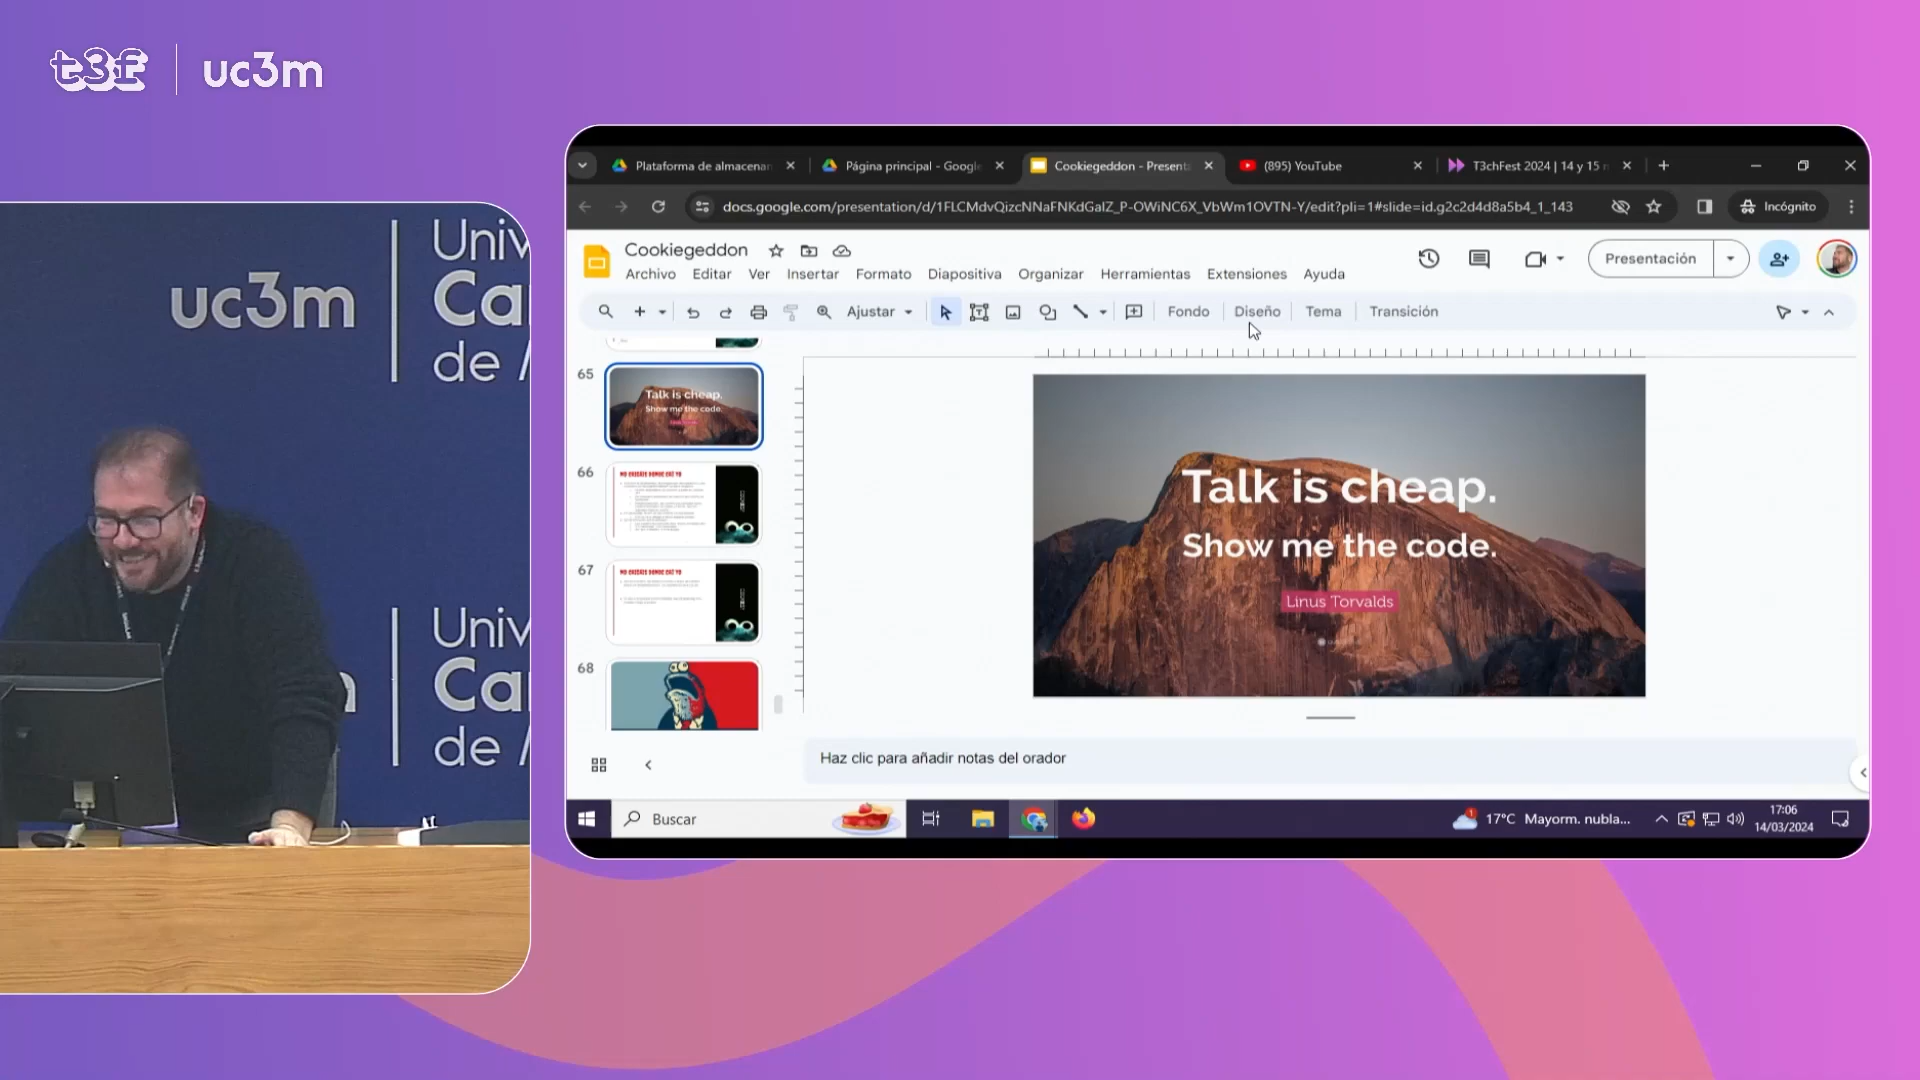 t3f
uc3m
uc3m
Univ
Ca
de
Univ
Ca
de
Plataforma de almacenan
Página principal - Google
Cookiegeddon - Present
(895) YouTube
T3chFest 2024 | 14 y 15
docs.google.com/presentation/d/1FLCMdvQizcNNaFNKdGaIZ_P-OWiNC6X_VbWm1OVTN-Y/edit?pli=1#slide=id.g2c2d4d8a5b4_1_143
Incógnito
Cookiegeddon
Archivo Editar Ver Insertar Formato Diapositiva Organizar Herramientas Extensiones Ayuda
Presentación
Ajustar
Fondo
Diseño
Tema
Transición
65
Talk is cheap.
Show me the code.
66
67
68
Talk is cheap.
Show me the code.
Linus Torvalds
Haz clic para añadir notas del orador
Buscar
17°C Mayorm. nubla...
17:06
14/03/2024